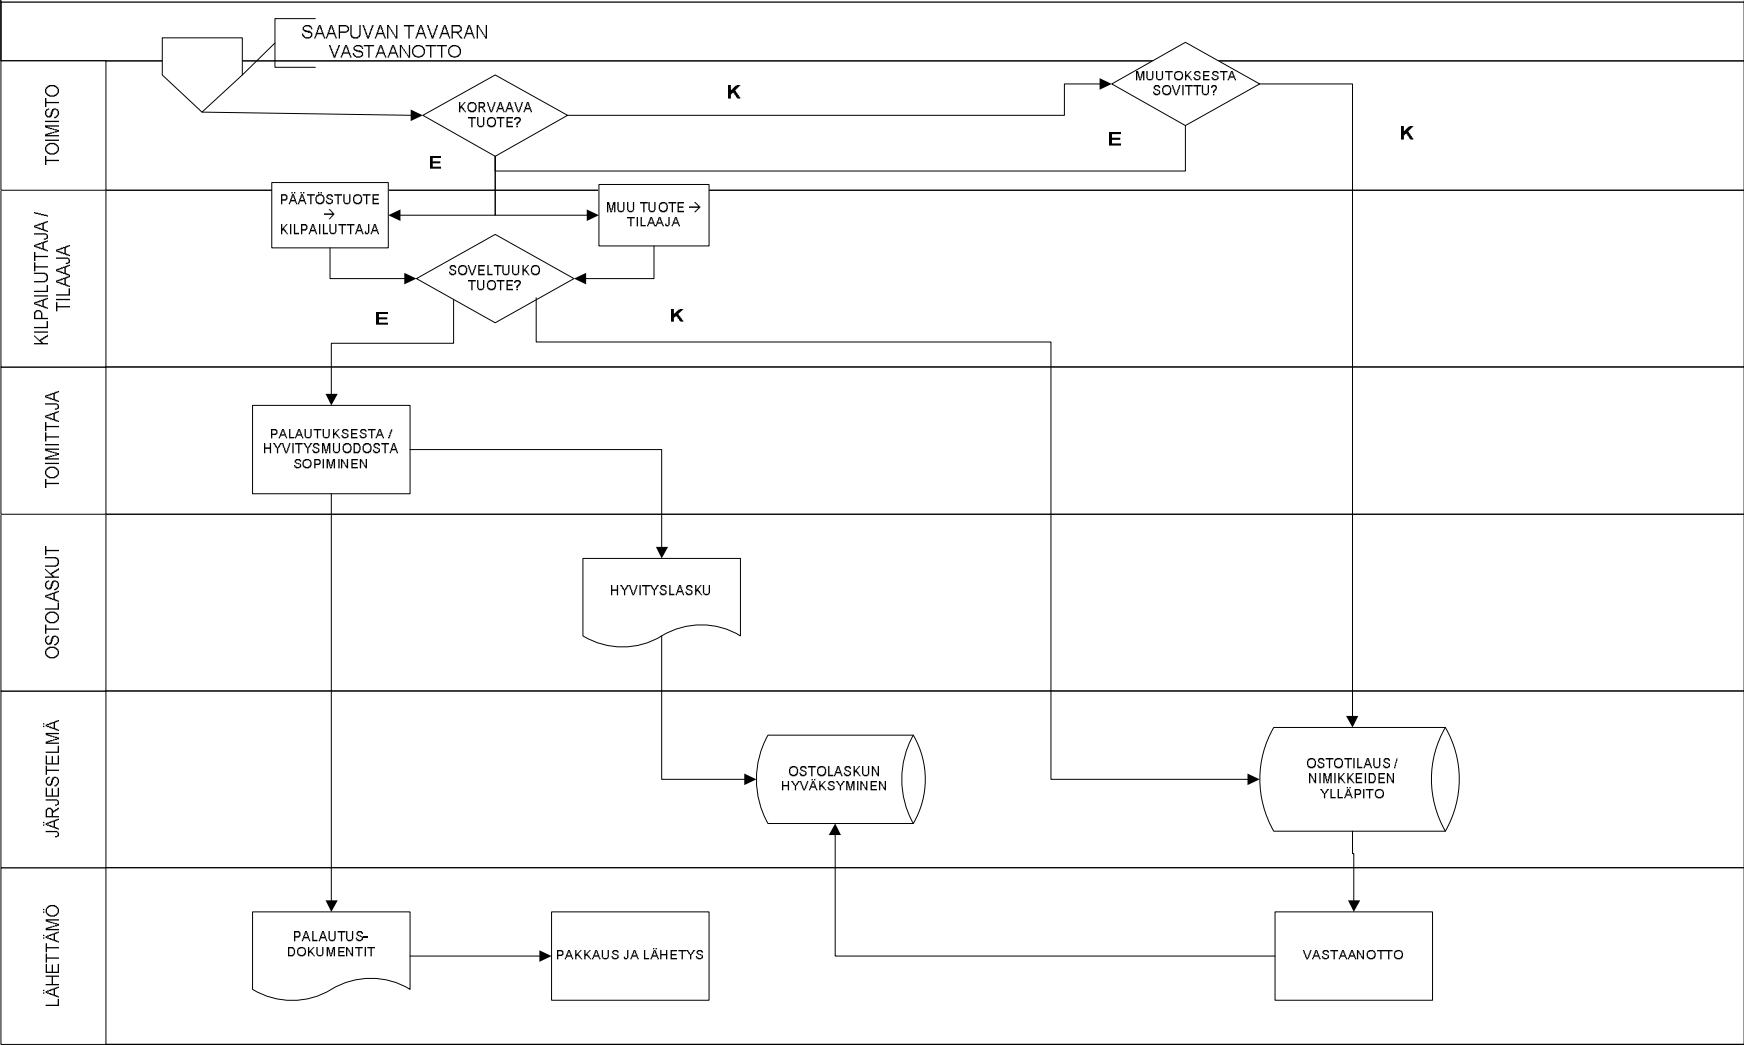 SAAPUVAN TAVARAN
VASTAANOTTO
TOIMISTO
KORVAAVA
TUOTE?
K
MUUTOKSESTA
SOVITTU?
E
E
K
KILPAILUTTAJA /
TILAAJA
PÄÄTÖSTUOTE
→
KILPAILUTTAJA
MUU TUOTE →
TILAAJA
SOVELTUUKO
TUOTE?
E
K
TOIMITTAJA
PALAUTUKSESTA /
HYVITYSMUODOSTA
SOPIMINEN
OSTOLASKUT
HYVITYSLASKU
JÄRJESTELMÄ
OSTOLASKUN
HYVÄKSYMINEN
OSTOTILAUS /
NIMIKKEIDEN
YLLÄPITO
LÄHETTÄMÖ
PALAUTUS-
DOKUMENTIT
PAKKAUS JA LÄHETYS
VASTAANOTTO